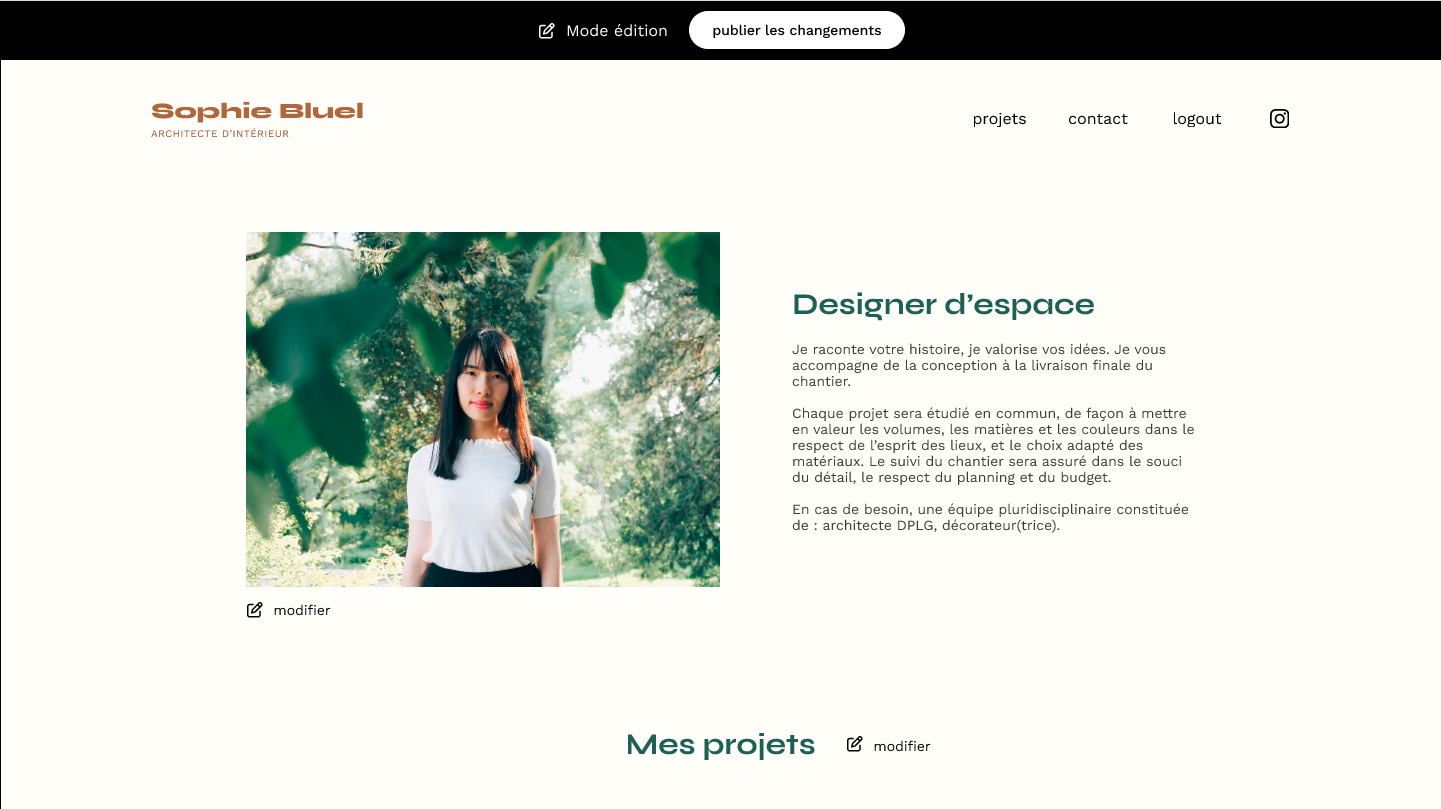 Mode édition
publier les changements
Sophie Bluel
ARCHITECTE D'INTÉRIEUR
projets
contact
logout
Designer d’espace
Je raconte votre histoire, je valorise vos idées. Je vous
accompagne de la conception à la livraison finale du
chantier.
Chaque projet sera étudié en commun, de façon à mettre
en valeur les volumes, les matières et les couleurs dans le
respect de l’esprit des lieux, et le choix adapté des
matériaux. Le suivi du chantier sera assuré dans le souci
du détail, le respect du planning et du budget.
En cas de besoin, une équipe pluridisciplinaire constituée
de : architecte DPLG, décorateur(trice).
modifier
Mes projets
modifier